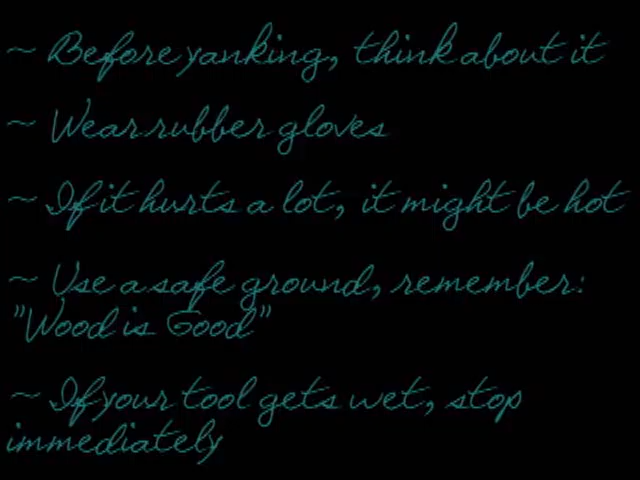 ~ Before yanking, think about it
~ Wear rubber gloves
~ If it hurts a lot, it might be hot
~ Use a safe ground, remember:
"Wood is Good"
~ If your tool gets wet, stop
immediately